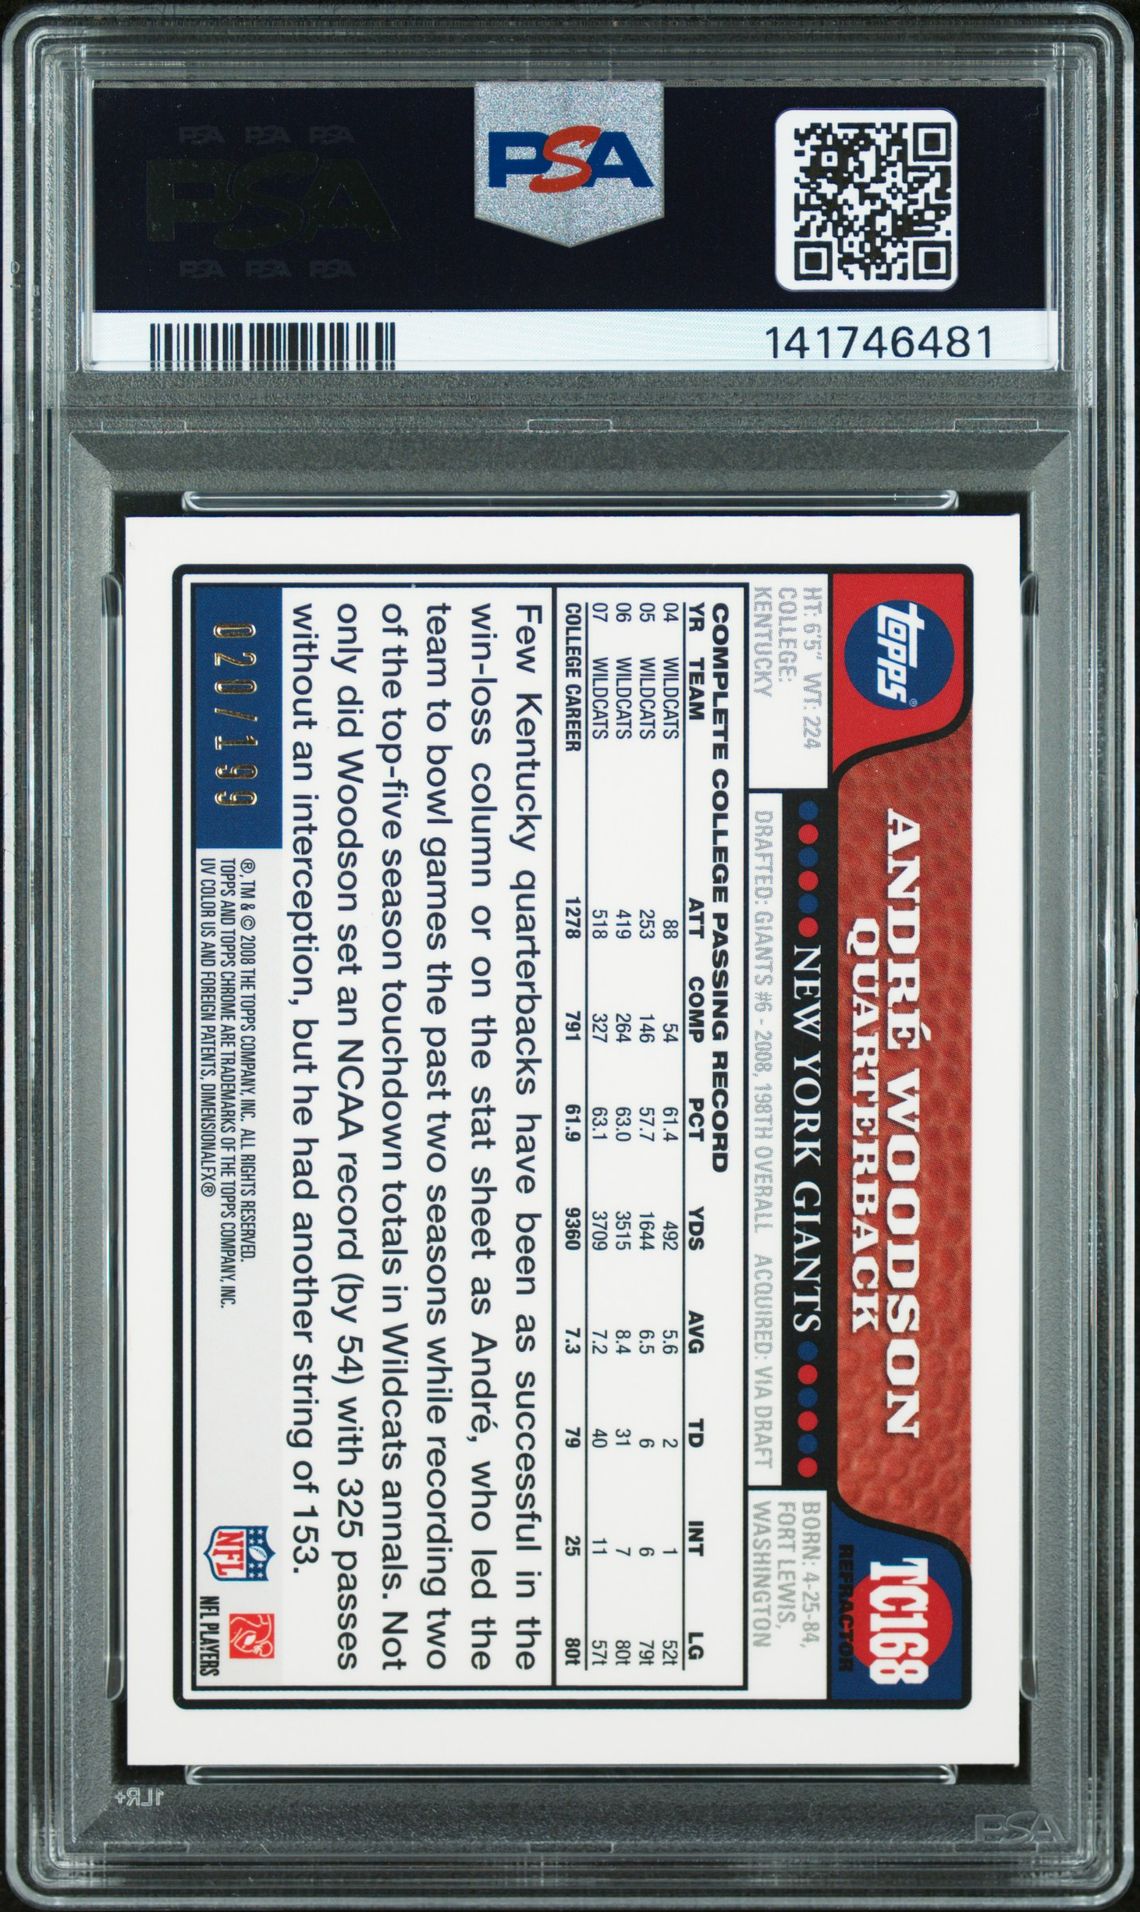 PSA PSA PSA
PSA
PSA PSA PSA
PSA
141746481
topps®
ANDRÉ WOODSON
QUARTERBACK
TC168
REFRACTOR
HT: 6'5" WT: 224
COLLEGE:
KENTUCKY
NEW YORK GIANTS
DRAFTED: GIANTS #6 - 2008, 198TH OVERALL ACQUIRED: VIA DRAFT
BORN: 4-25-84,
FORT LEWIS,
WASHINGTON
COMPLETE COLLEGE PASSING RECORD
YR TEAM ATT COMP PCT YDS AVG TD INT LG
04 WILDCATS 88 54 61.4 492 5.6 2 1 52t
05 WILDCATS 253 146 57.7 1644 6.5 6 6 79t
06 WILDCATS 419 264 63.0 3515 8.4 31 7 80t
07 WILDCATS 518 327 63.1 3709 7.2 40 11 57t
COLLEGE CAREER 1278 791 61.9 9360 7.3 79 25 80t
Few Kentucky quarterbacks have been as successful in the
win-loss column or on the stat sheet as André, who led the
team to bowl games the past two seasons while recording two
of the top-five season touchdown totals in Wildcats annals. Not
only did Woodson set an NCAA record (by 54) with 325 passes
without an interception, but he had another string of 153.
020/199
®, TM & © 2008 THE TOPPS COMPANY, INC. ALL RIGHTS RESERVED.
TOPPS AND TOPPS CHROME ARE TRADEMARKS OF THE TOPPS COMPANY, INC.
UV COLOR US AND FOREIGN PATENTS, DIMENSIONALFX®
NFL
NFL PLAYERS
1LR+
PSA